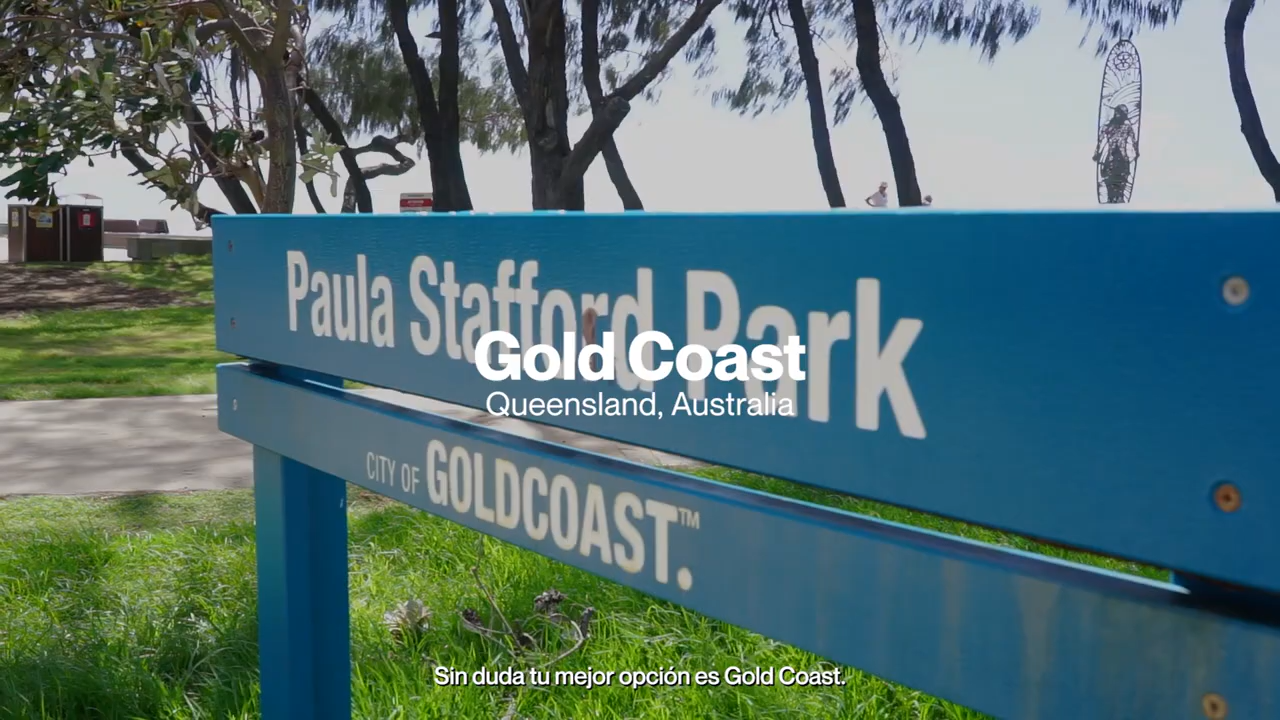 Paula Stafford Park
Gold Coast
Queensland, Australia
CITY OF GOLDCOAST.™
Sin duda tu mejor opción es Gold Coast.